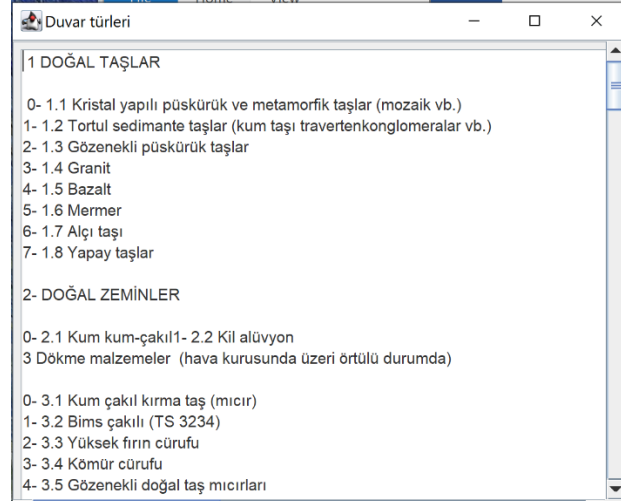 Duvar türleri
1 DOĞAL TAŞLAR
0- 1.1 Kristal yapılı püskürük ve metamorfik taşlar (mozaik vb.)
1- 1.2 Tortul sedimante taşlar (kum taşı travertenkonglomeralar vb.)
2- 1.3 Gözenekli püskürük taşlar
3- 1.4 Granit
4- 1.5 Bazalt
5- 1.6 Mermer
6- 1.7 Alçı taşı
7- 1.8 Yapay taşlar
2- DOĞAL ZEMİNLER
0- 2.1 Kum kum-çakıl1- 2.2 Kil alüvyon
3 Dökme malzemeler (hava kurusunda üzeri örtülü durumda)
0- 3.1 Kum çakıl kırma taş (mıcır)
1- 3.2 Bims çakılı (TS 3234)
2- 3.3 Yüksek fırın cürufu
3- 3.4 Kömür cürufu
4- 3.5 Gözenekli doğal taş mıcırları